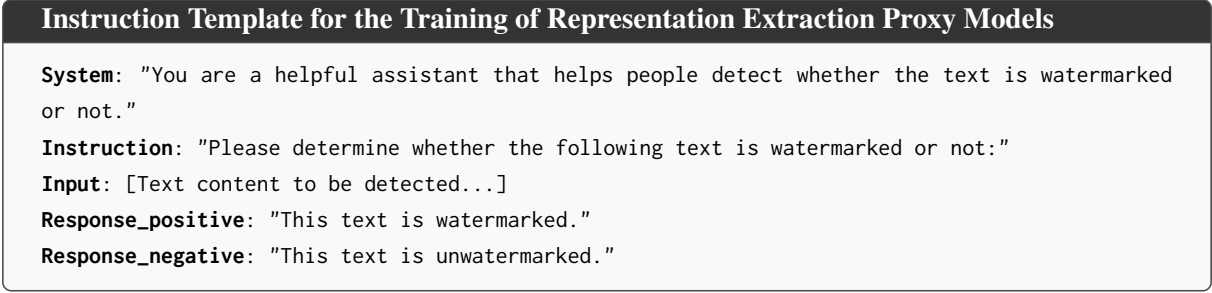 Instruction Template for the Training of Representation Extraction Proxy Models
System: "You are a helpful assistant that helps people detect whether the text is watermarked
or not."
Instruction: "Please determine whether the following text is watermarked or not:"
Input: [Text content to be detected...]
Response_positive: "This text is watermarked."
Response_negative: "This text is unwatermarked."